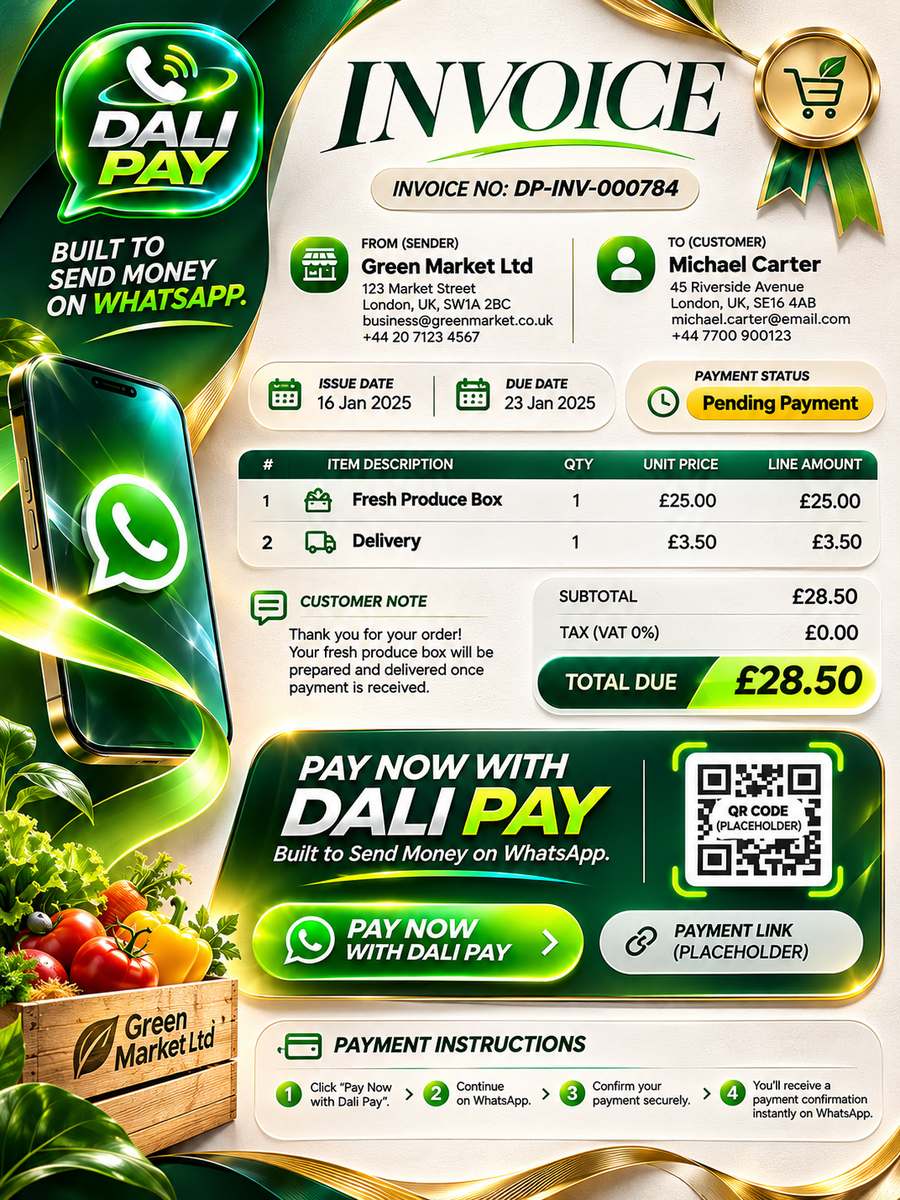 DALI
PAY
BUILT TO
SEND MONEY
ON WHATSAPP.
INVOICE
INVOICE NO: DP-INV-000784
FROM (SENDER)
Green Market Ltd
123 Market Street
London, UK, SW1A 2BC
business@greenmarket.co.uk
+44 20 7123 4567
TO (CUSTOMER)
Michael Carter
45 Riverside Avenue
London, UK, SE16 4AB
michael.carter@email.com
+44 7700 900123
ISSUE DATE
16 Jan 2025
DUE DATE
23 Jan 2025
PAYMENT STATUS
Pending Payment
# ITEM DESCRIPTION QTY UNIT PRICE LINE AMOUNT
1 Fresh Produce Box 1 £25.00 £25.00
2 Delivery 1 £3.50 £3.50
CUSTOMER NOTE
Thank you for your order!
Your fresh produce box will be
prepared and delivered once
payment is received.
SUBTOTAL £28.50
TAX (VAT 0%) £0.00
TOTAL DUE £28.50
PAY NOW WITH
DALI PAY
Built to Send Money on WhatsApp.
QR CODE
(PLACEHOLDER)
PAY NOW
WITH DALI PAY
PAYMENT LINK
(PLACEHOLDER)
Green
Market Ltd
PAYMENT INSTRUCTIONS
1 Click "Pay Now
with Dali Pay".
2 Continue
on WhatsApp.
3 Confirm your
payment securely.
4 You'll receive a
payment confirmation
instantly on WhatsApp.